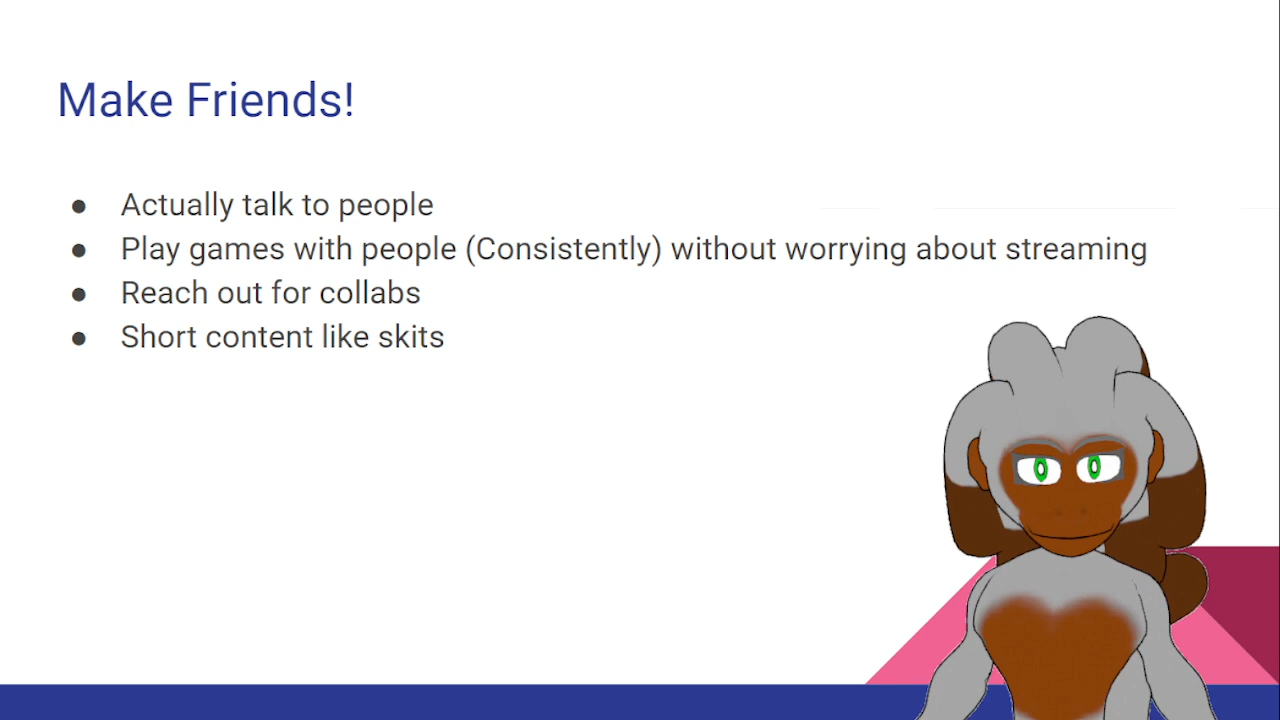 Make Friends!
● Actually talk to people
● Play games with people (Consistently) without worrying about streaming
● Reach out for collabs
● Short content like skits